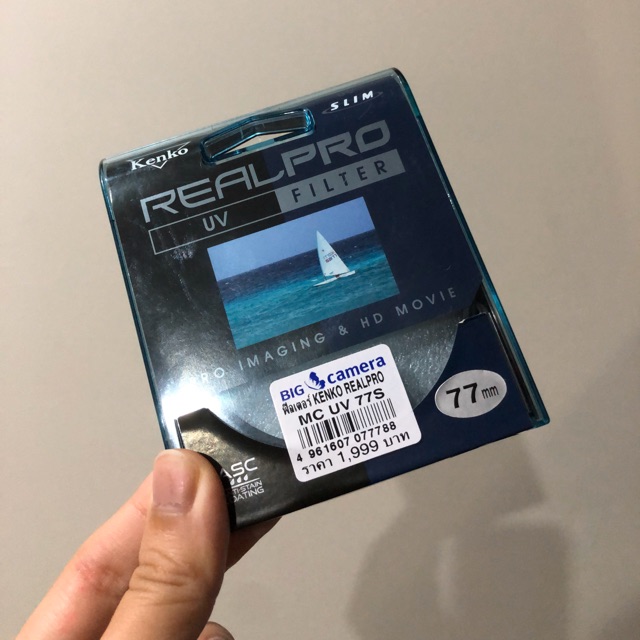 SLIM
Kenko
REALPRO
UV FILTER
PRO IMAGING & HD MOVIE
BIG camera
ฟิลเตอร์ KENKO REALPRO
MC UV 77S
4 961607 077788
ราคา 1,999 บาท
77mm
ASC
COATING